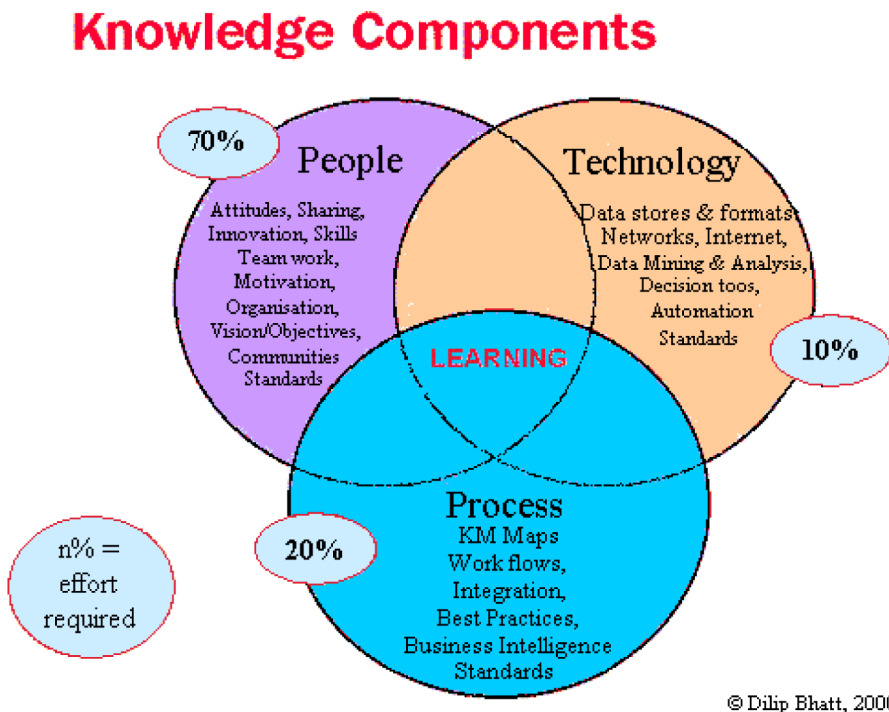 Knowledge Components
70%
People
Attitudes, Sharing,
Innovation, Skills
Team work,
Motivation,
Organisation,
Vision/Objectives,
Communities
Standards
Technology
Data stores & formats
Networks, Internet,
Data Mining & Analysis,
Decision toos,
Automation
Standards
10%
LEARNING
Process
KM Maps
Work flows,
Integration,
Best Practices,
Business Intelligence
Standards
20%
n% =
effort
required
© Dilip Bhatt,